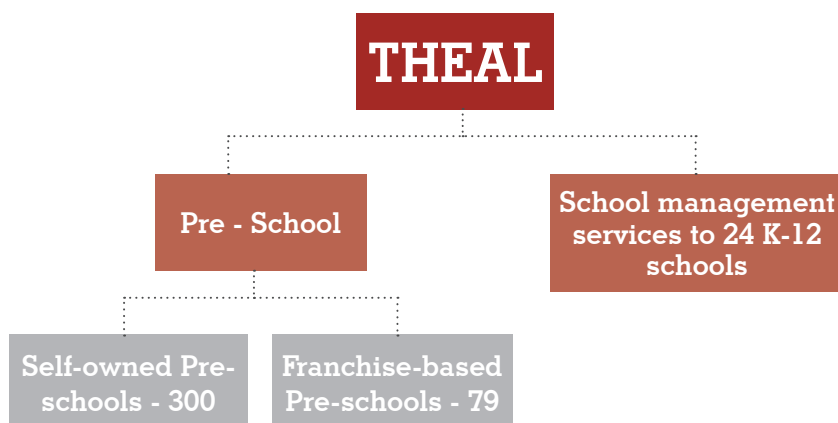 THEAL
Pre - School
School management
services to 24 K-12
schools
Self-owned Pre-
schools - 300
Franchise-based
Pre-schools - 79